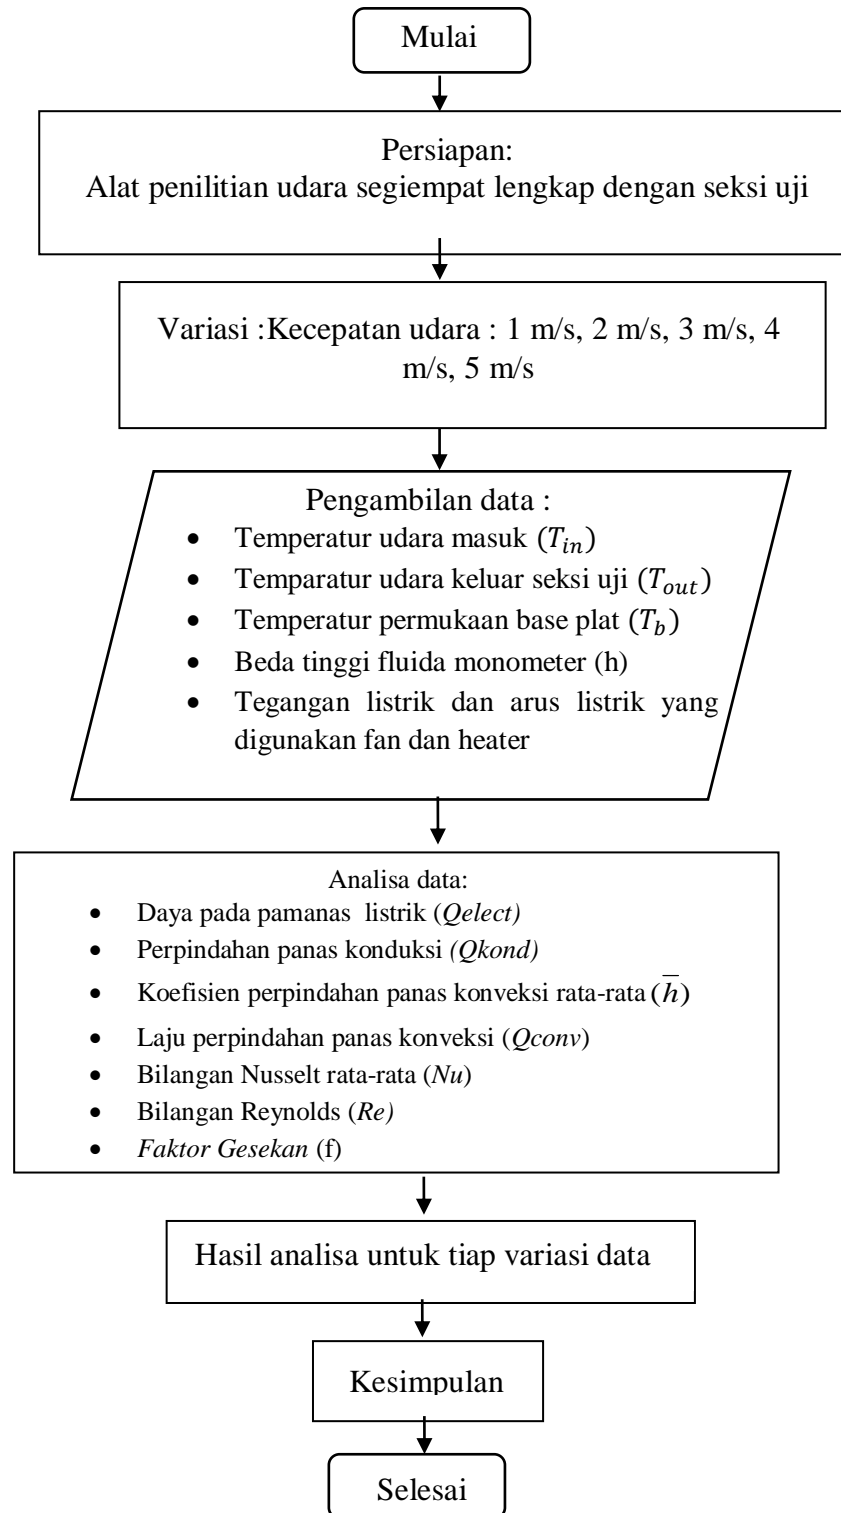 Mulai
Persiapan:
Alat penilitian udara segiempat lengkap dengan seksi uji
Variasi :Kecepatan udara : 1 m/s, 2 m/s, 3 m/s, 4
m/s, 5 m/s
Pengambilan data :
• Temperatur udara masuk (T_in)
• Temparatur udara keluar seksi uji (T_out)
• Temperatur permukaan base plat (T_b)
• Beda tinggi fluida monometer (h)
• Tegangan listrik dan arus listrik yang
digunakan fan dan heater
Analisa data:
• Daya pada pamanas listrik (Qelect)
• Perpindahan panas konduksi (Qkond)
• Koefisien perpindahan panas konveksi rata-rata (h̅)
• Laju perpindahan panas konveksi (Qconv)
• Bilangan Nusselt rata-rata (Nu)
• Bilangan Reynolds (Re)
• Faktor Gesekan (f)
Hasil analisa untuk tiap variasi data
Kesimpulan
Selesai